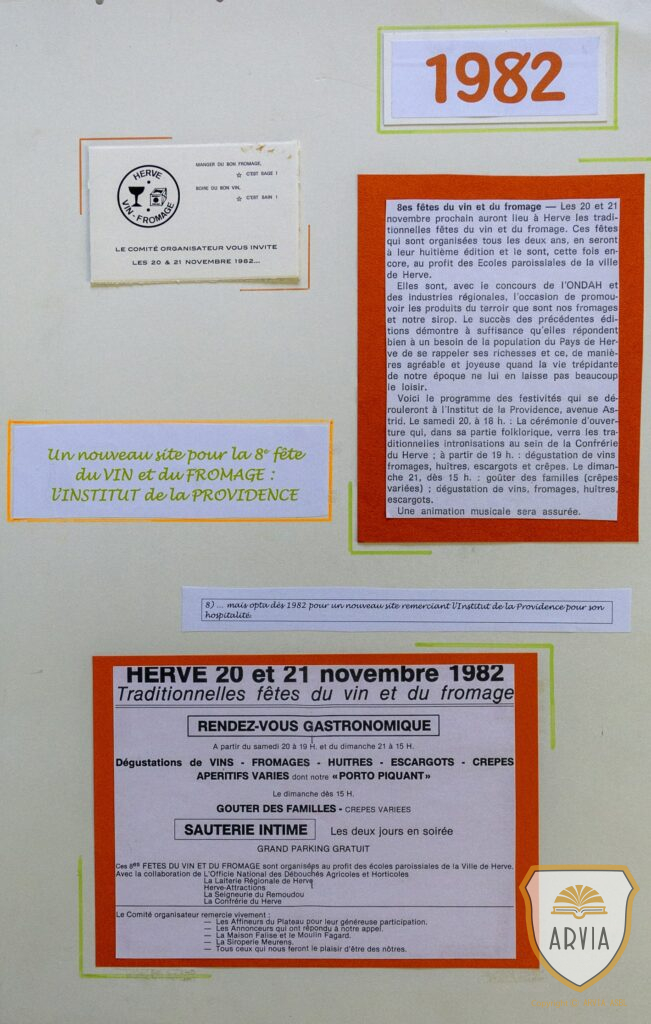 1982
HERVE
VIN-FROMAGE
MANGER DU BON FROMAGE,
☆ C'EST SAGE !
BOIRE DU BON VIN,
☆ C'EST SAIN !
LE COMITÉ ORGANISATEUR VOUS INVITE
LES 20 & 21 NOVEMBRE 1982...
8es fêtes du vin et du fromage — Les 20 et 21
novembre prochain auront lieu à Herve les tradi-
tionnelles fêtes du vin et du fromage. Ces fêtes
qui sont organisées tous les deux ans, en seront
à leur huitième édition et le sont, cette fois en-
core, au profit des Ecoles paroissiales de la ville
de Herve.
Elles sont, avec le concours de l'ONDAH et
des industries régionales, l'occasion de promou-
voir les produits du terroir que sont nos fromages
et notre sirop. Le succès des précédentes édi-
tions démontre à suffisance qu'elles répondent
bien à un besoin de la population du Pays de Her-
ve de se rappeler ses richesses et ce, de maniè-
res agréable et joyeuse quand la vie trépidante
de notre époque ne lui en laisse pas beaucoup
le loisir.
Voici le programme des festivités qui se dé-
rouleront à l'Institut de la Providence, avenue As-
trid. Le samedi 20, à 18 h. : La cérémonie d'ouver-
ture qui, dans sa partie folklorique, verra les tra-
ditionnelles intronisations au sein de la Confrérie
du Herve ; à partir de 19 h. : dégustation de vins
fromages, huîtres, escargots et crêpes. Le diman-
che 21, dès 15 h. : goûter des familles (crêpes
variées) ; dégustation de vins, fromages, huîtres,
escargots.
Une animation musicale sera assurée.
Un nouveau site pour la 8e fête
du VIN et du FROMAGE :
l'INSTITUT de la PROVIDENCE
8) ... mais opta dès 1982 pour un nouveau site remerciant l'Institut de la Providence pour son
hospitalité.
HERVE 20 et 21 novembre 1982
Traditionnelles fêtes du vin et du fromage
RENDEZ-VOUS GASTRONOMIQUE
A partir du samedi 20 à 19 H. et du dimanche 21 à 15 H.
Dégustations de VINS - FROMAGES - HUITRES - ESCARGOTS - CREPES
APERITIFS VARIES dont notre «PORTO PIQUANT»
Le dimanche dès 15 H.
GOUTER DES FAMILLES - CREPES VARIEES
SAUTERIE INTIME Les deux jours en soirée
GRAND PARKING GRATUIT
Ces 8es FETES DU VIN ET DU FROMAGE sont organisées au profit des écoles paroissiales de la Ville de Herve.
Avec la collaboration de L'Officie National des Débouchés Agricoles et Horticoles
La Laiterie Régionale de Herve
Herve-Attractions
La Seigneurie du Remoudou
La Confrérie du Herve
Le Comité organisateur remercie vivement :
— Les Affineurs du Plateau pour leur généreuse participation.
— Les Annonceurs qui ont répondu à notre appel.
— La Maison Falise et le Moulin Fagard.
— La Siroperie Meurens.
— Tous ceux qui nous feront le plaisir d'être des nôtres.
ARVIA